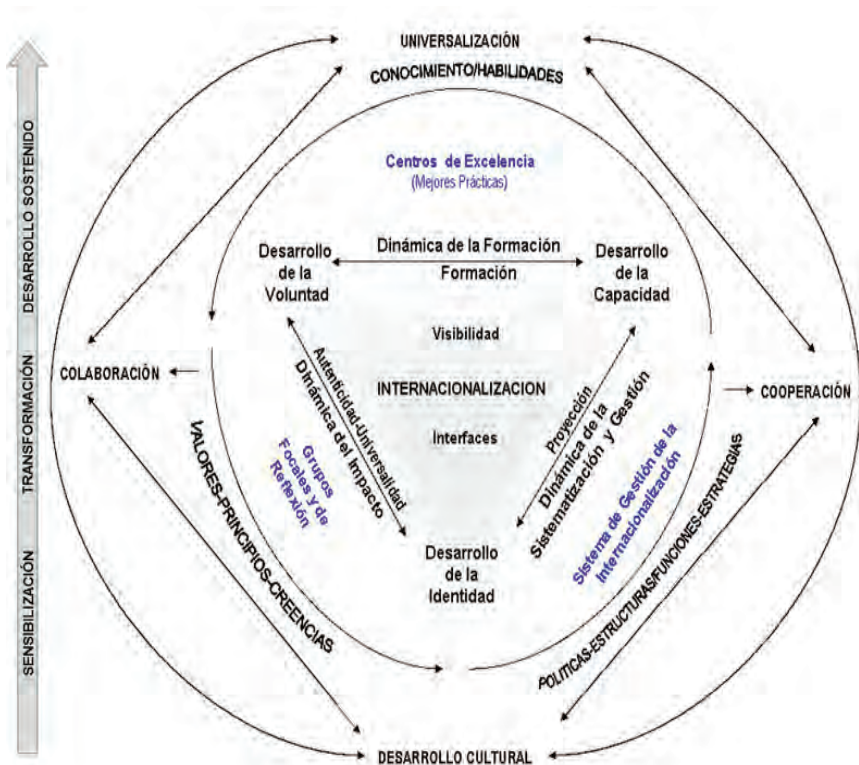 UNIVERSALIZACIÓN
CONOCIMIENTO/HABILIDADES
Centros de Excelencia
(Mejores Prácticas)
Desarrollo
de la
Voluntad
Dinámica de la Formación
Formación
Desarrollo
de la
Capacidad
Visibilidad
INTERNACIONALIZACION
Interfaces
Autenticidad-Universalidad
Dinámica del Impacto
Grupos
Focales y de
Reflexión
Proyección
Dinámica de la
Sistematización y Gestión
Sistema de Gestión de la
Internacionalización
Desarrollo
de la
Identidad
COLABORACIÓN
COOPERACIÓN
VALORES-PRINCIPIOS-CREENCIAS
POLITICAS-ESTRUCTURAS/FUNCIONES-ESTRATEGIAS
DESARROLLO CULTURAL
DESARROLLO SOSTENIDO
TRANSFORMACIÓN
SENSIBILIZACIÓN